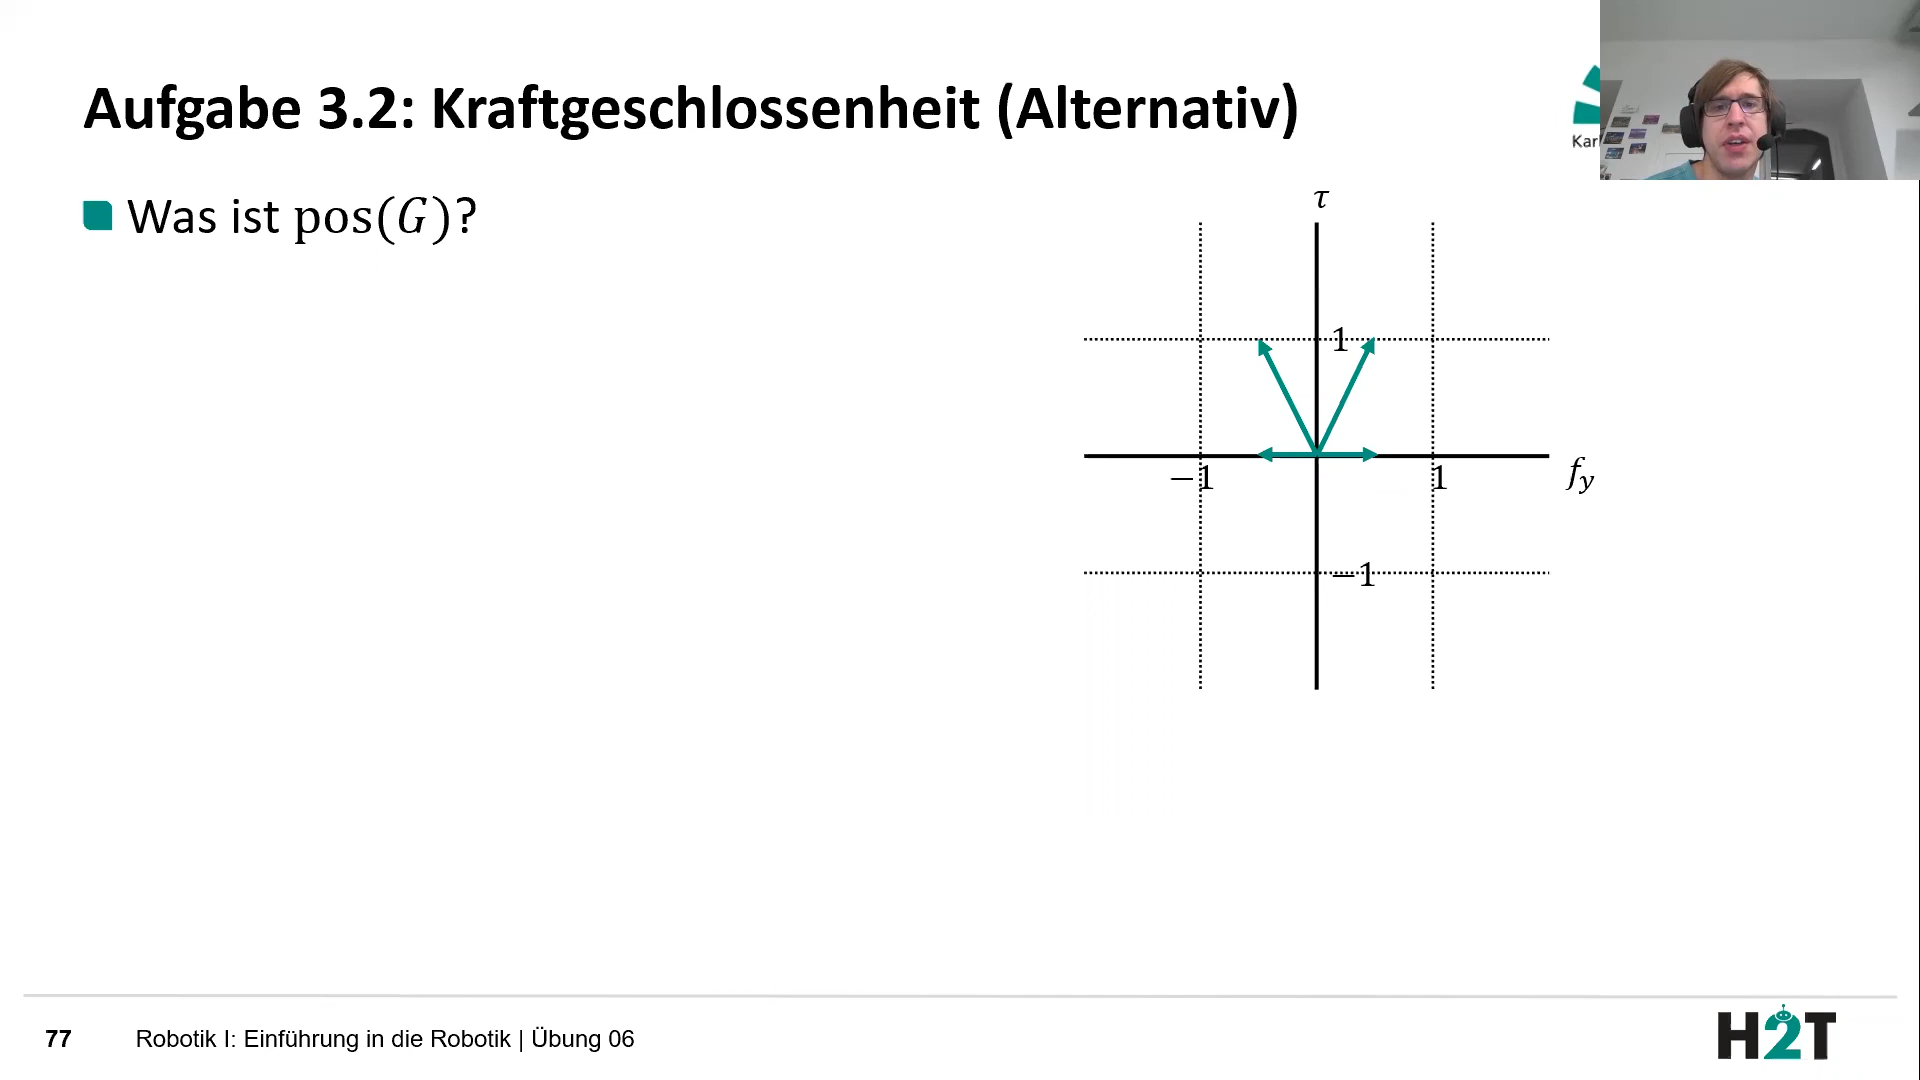 Aufgabe 3.2: Kraftgeschlossenheit (Alternativ)
Karl
Was ist pos(G)?
τ
1
−1
1
f_y
−1
77
Robotik I: Einführung in die Robotik | Übung 06
H2T